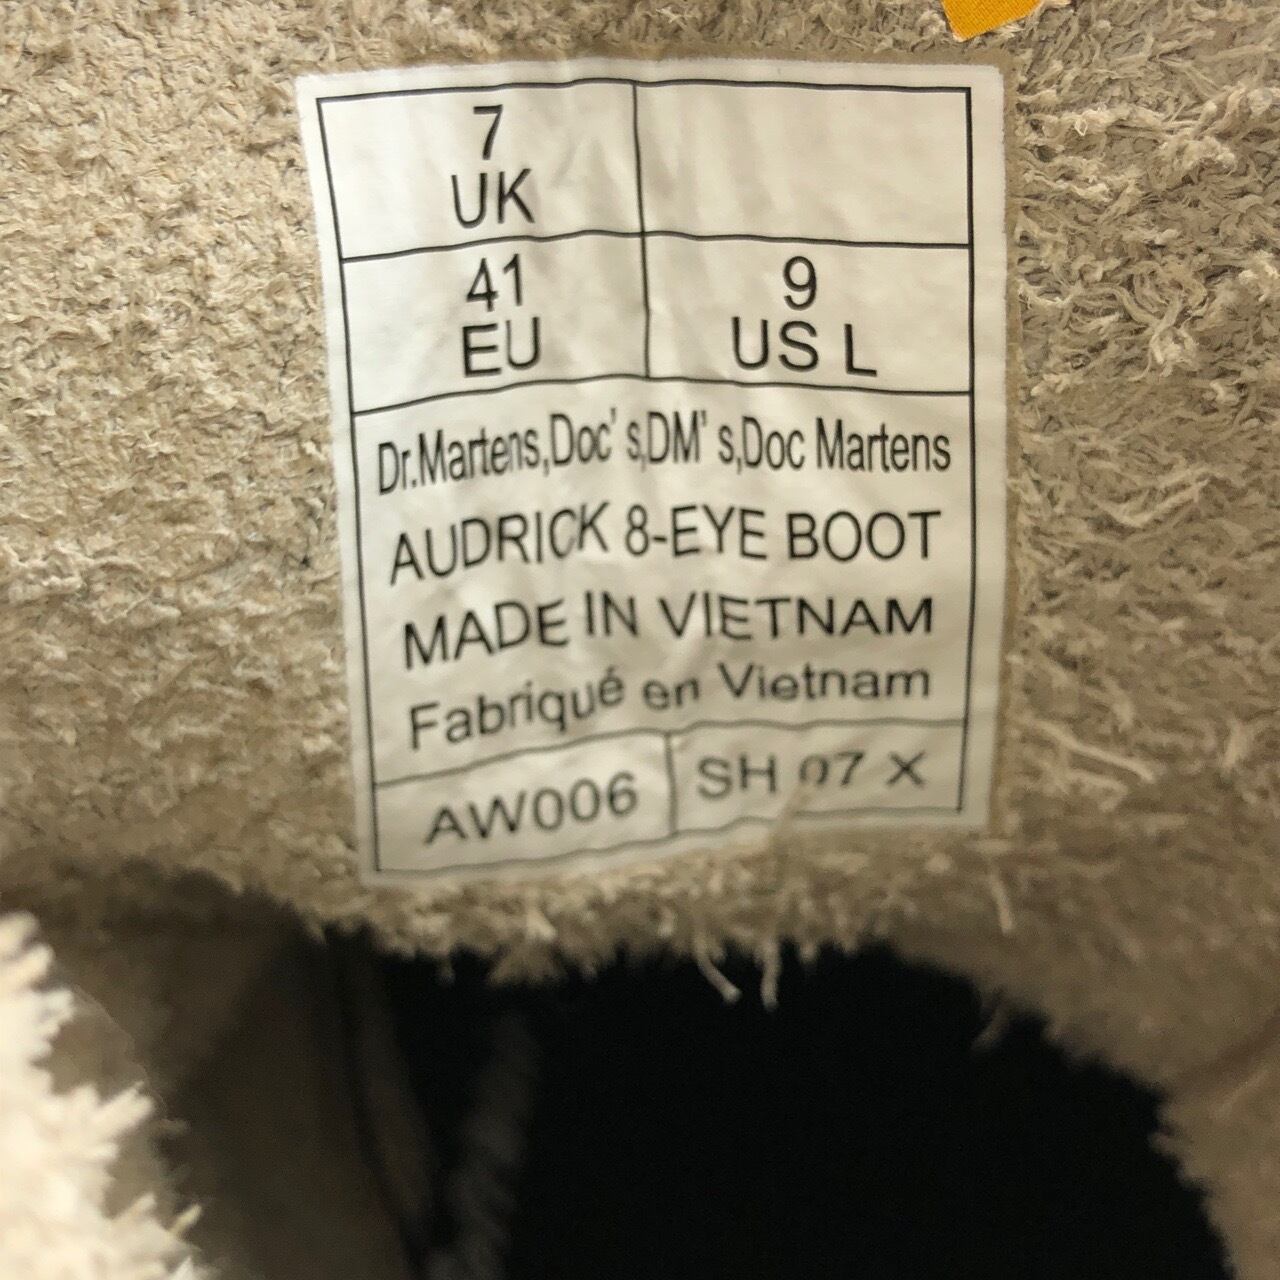 7
UK
41
EU
9
US L
Dr.Martens,Doc's,DM's,Doc Martens
AUDRICK 8-EYE BOOT
MADE IN VIETNAM
Fabriqué en Vietnam
AW006
SH 07 X